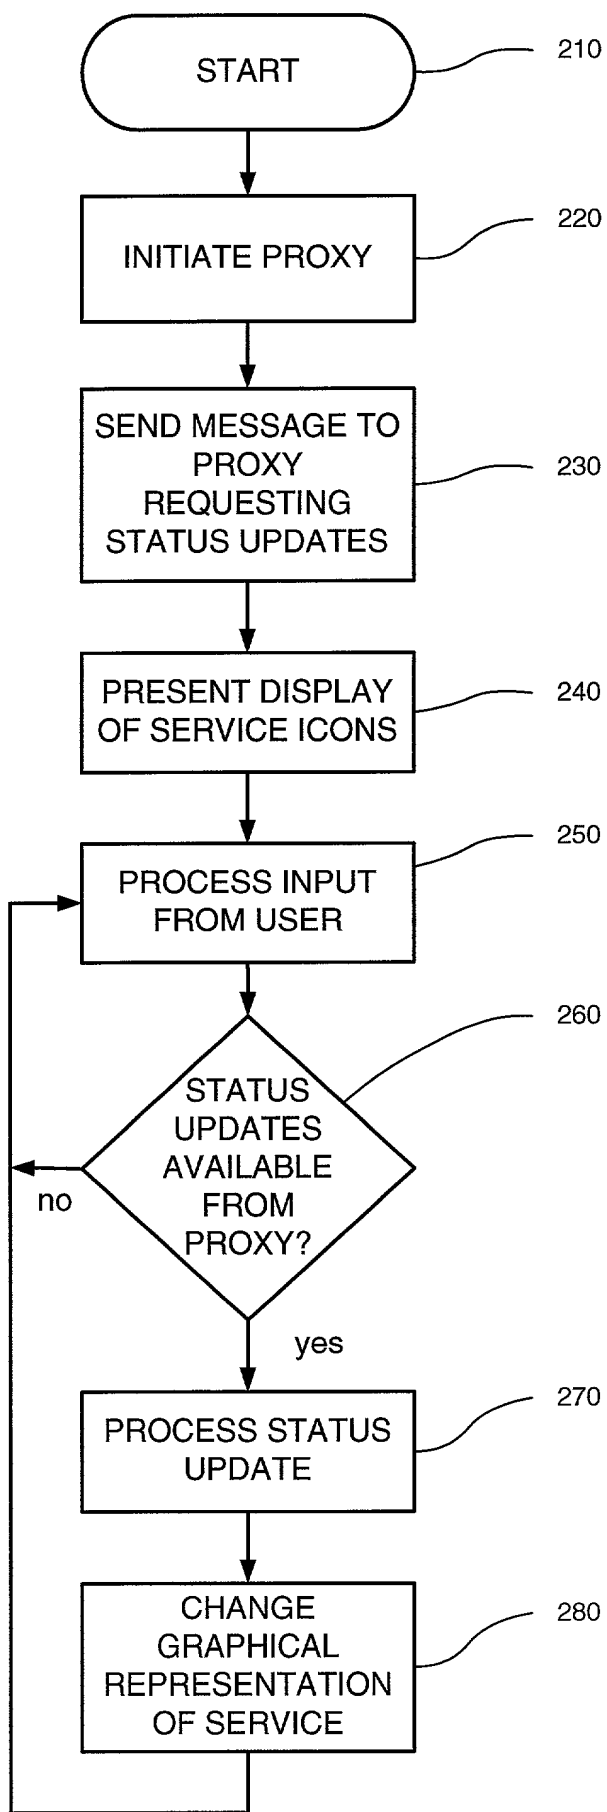 START
210
INITIATE PROXY
220
SEND MESSAGE TO
PROXY
REQUESTING
STATUS UPDATES
230
PRESENT DISPLAY
OF SERVICE ICONS
240
PROCESS INPUT
FROM USER
250
STATUS
UPDATES
AVAILABLE
FROM
PROXY?
260
no
yes
PROCESS STATUS
UPDATE
270
CHANGE
GRAPHICAL
REPRESENTATION
OF SERVICE
280